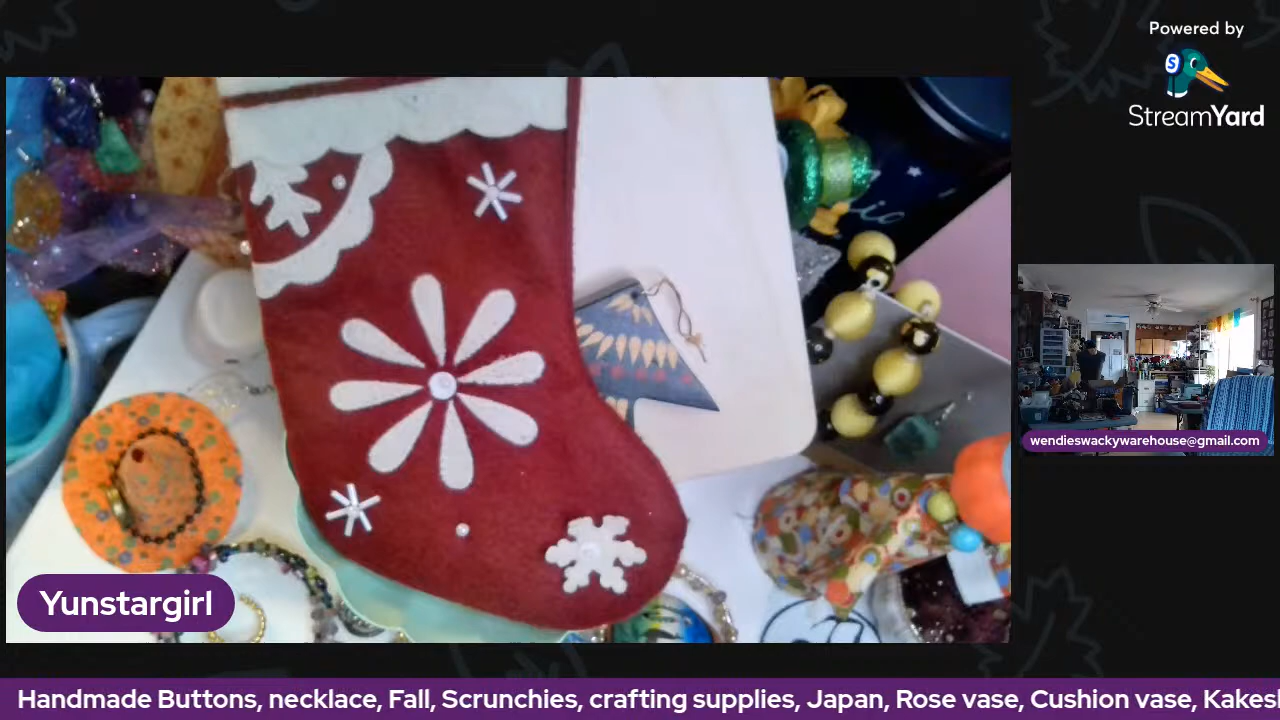 Powered by
StreamYard
wendieswackywarehouse@gmail.com
Yunstargirl
Handmade Buttons, necklace, Fall, Scrunchies, crafting supplies, Japan, Rose vase, Cushion vase, Kakes